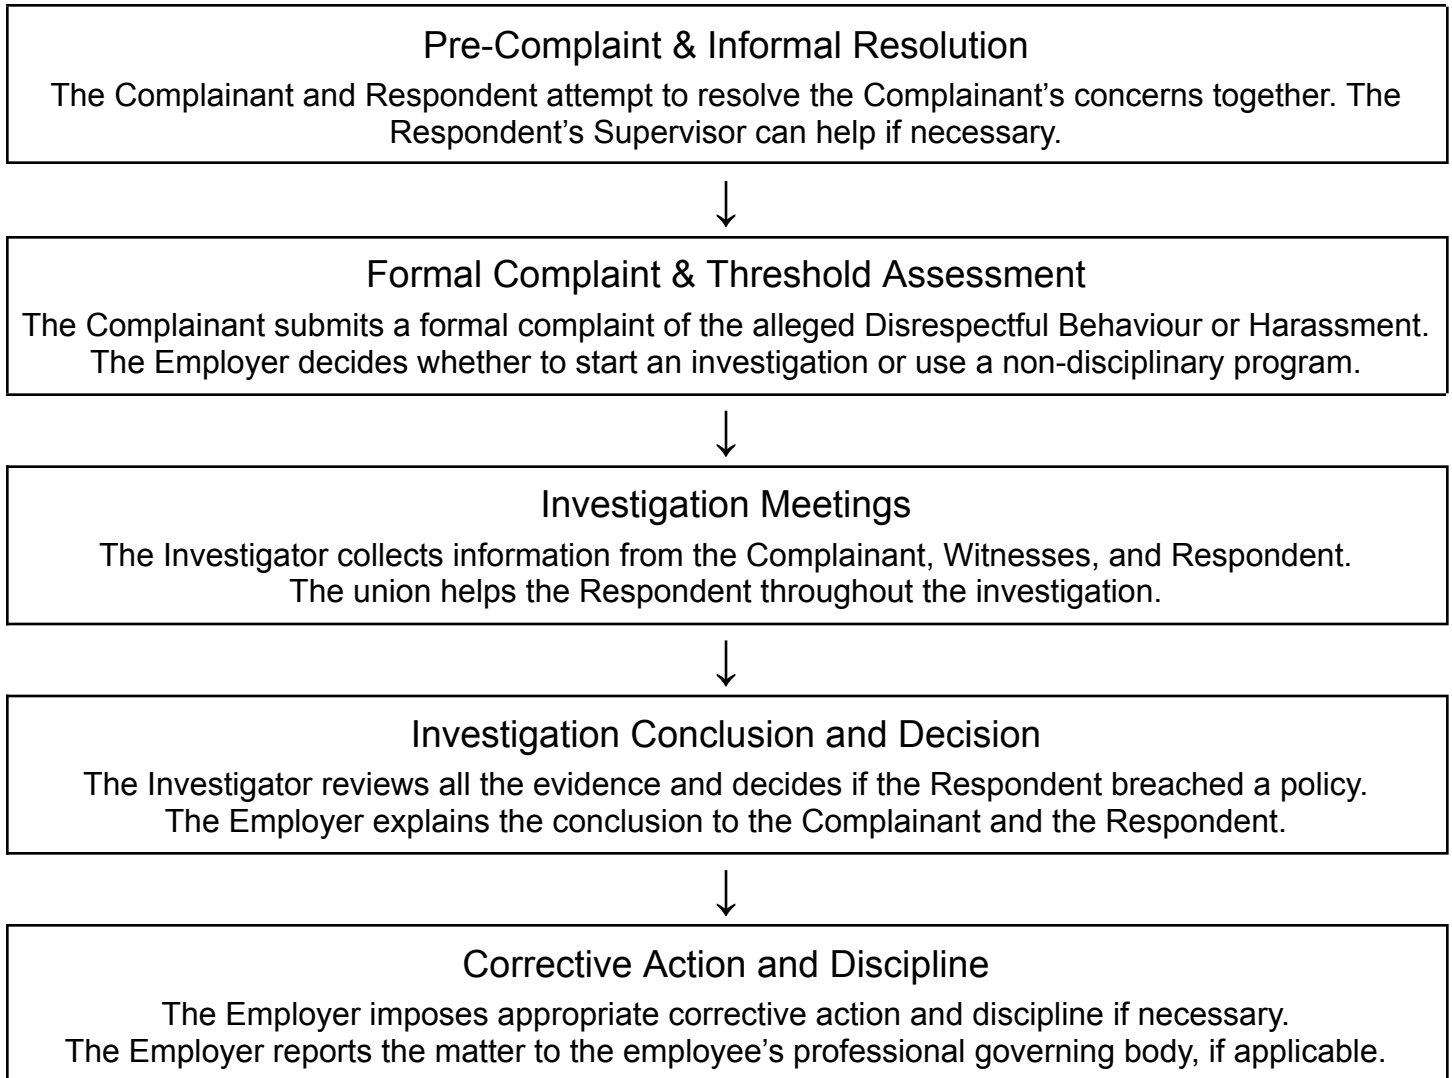 Pre-Complaint & Informal Resolution
The Complainant and Respondent attempt to resolve the Complainant’s concerns together. The
Respondent’s Supervisor can help if necessary.
↓
Formal Complaint & Threshold Assessment
The Complainant submits a formal complaint of the alleged Disrespectful Behaviour or Harassment.
The Employer decides whether to start an investigation or use a non-disciplinary program.
↓
Investigation Meetings
The Investigator collects information from the Complainant, Witnesses, and Respondent.
The union helps the Respondent throughout the investigation.
↓
Investigation Conclusion and Decision
The Investigator reviews all the evidence and decides if the Respondent breached a policy.
The Employer explains the conclusion to the Complainant and the Respondent.
↓
Corrective Action and Discipline
The Employer imposes appropriate corrective action and discipline if necessary.
The Employer reports the matter to the employee’s professional governing body, if applicable.